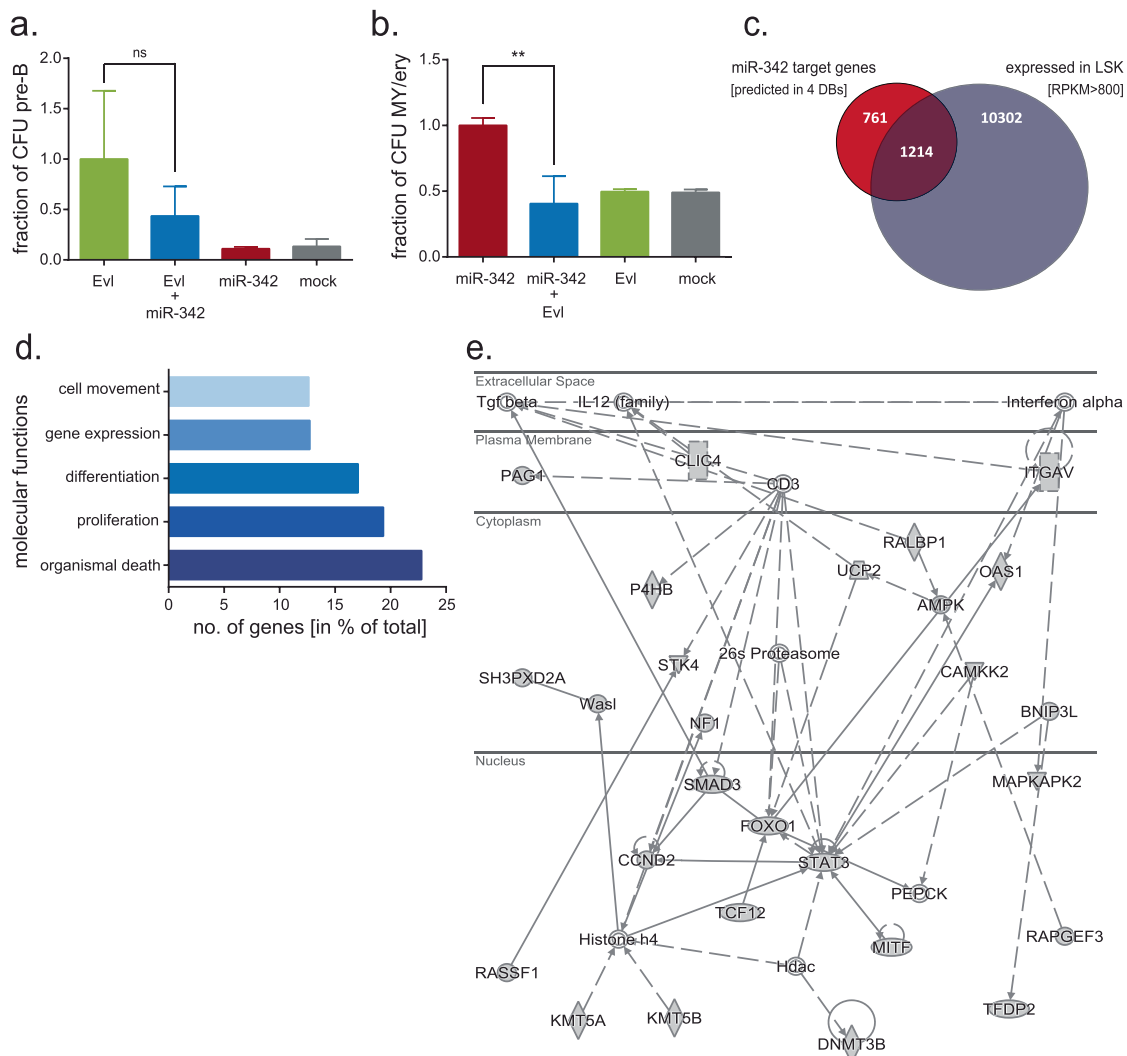 a.
ns
2.0
1.5
1.0
0.5
0.0
fraction of CFU pre-B
Evl
Evl
+
miR-342
miR-342
mock
b.
**
1.5
1.0
0.5
0.0
fraction of CFU MY/ery
miR-342
miR-342
+
Evl
Evl
mock
c.
miR-342 target genes
[predicted in 4 DBs]
expressed in LSK
[RPKM>800]
761
1214
10302
d.
molecular functions
cell movement
gene expression
differentiation
proliferation
organismal death
0 5 10 15 20 25
no. of genes [in % of total]
e.
Extracellular Space
Tgf beta
IL12 (family)
Interferon alpha
Plasma Membrane
CLIC4
ITGAV
PAG1
CD3
Cytoplasm
RALBP1
UCP2
OAS1
P4HB
AMPK
26s Proteasome
STK4
CAMKK2
SH3PXD2A
Wasl
BNIP3L
NF1
Nucleus
SMAD3
MAPKAPK2
FOXO1
CCND2
STAT3
PEPCK
TCF12
Histone h4
MITF
RAPGEF3
RASSF1
Hdac
TFDP2
KMT5A
KMT5B
DNMT3B